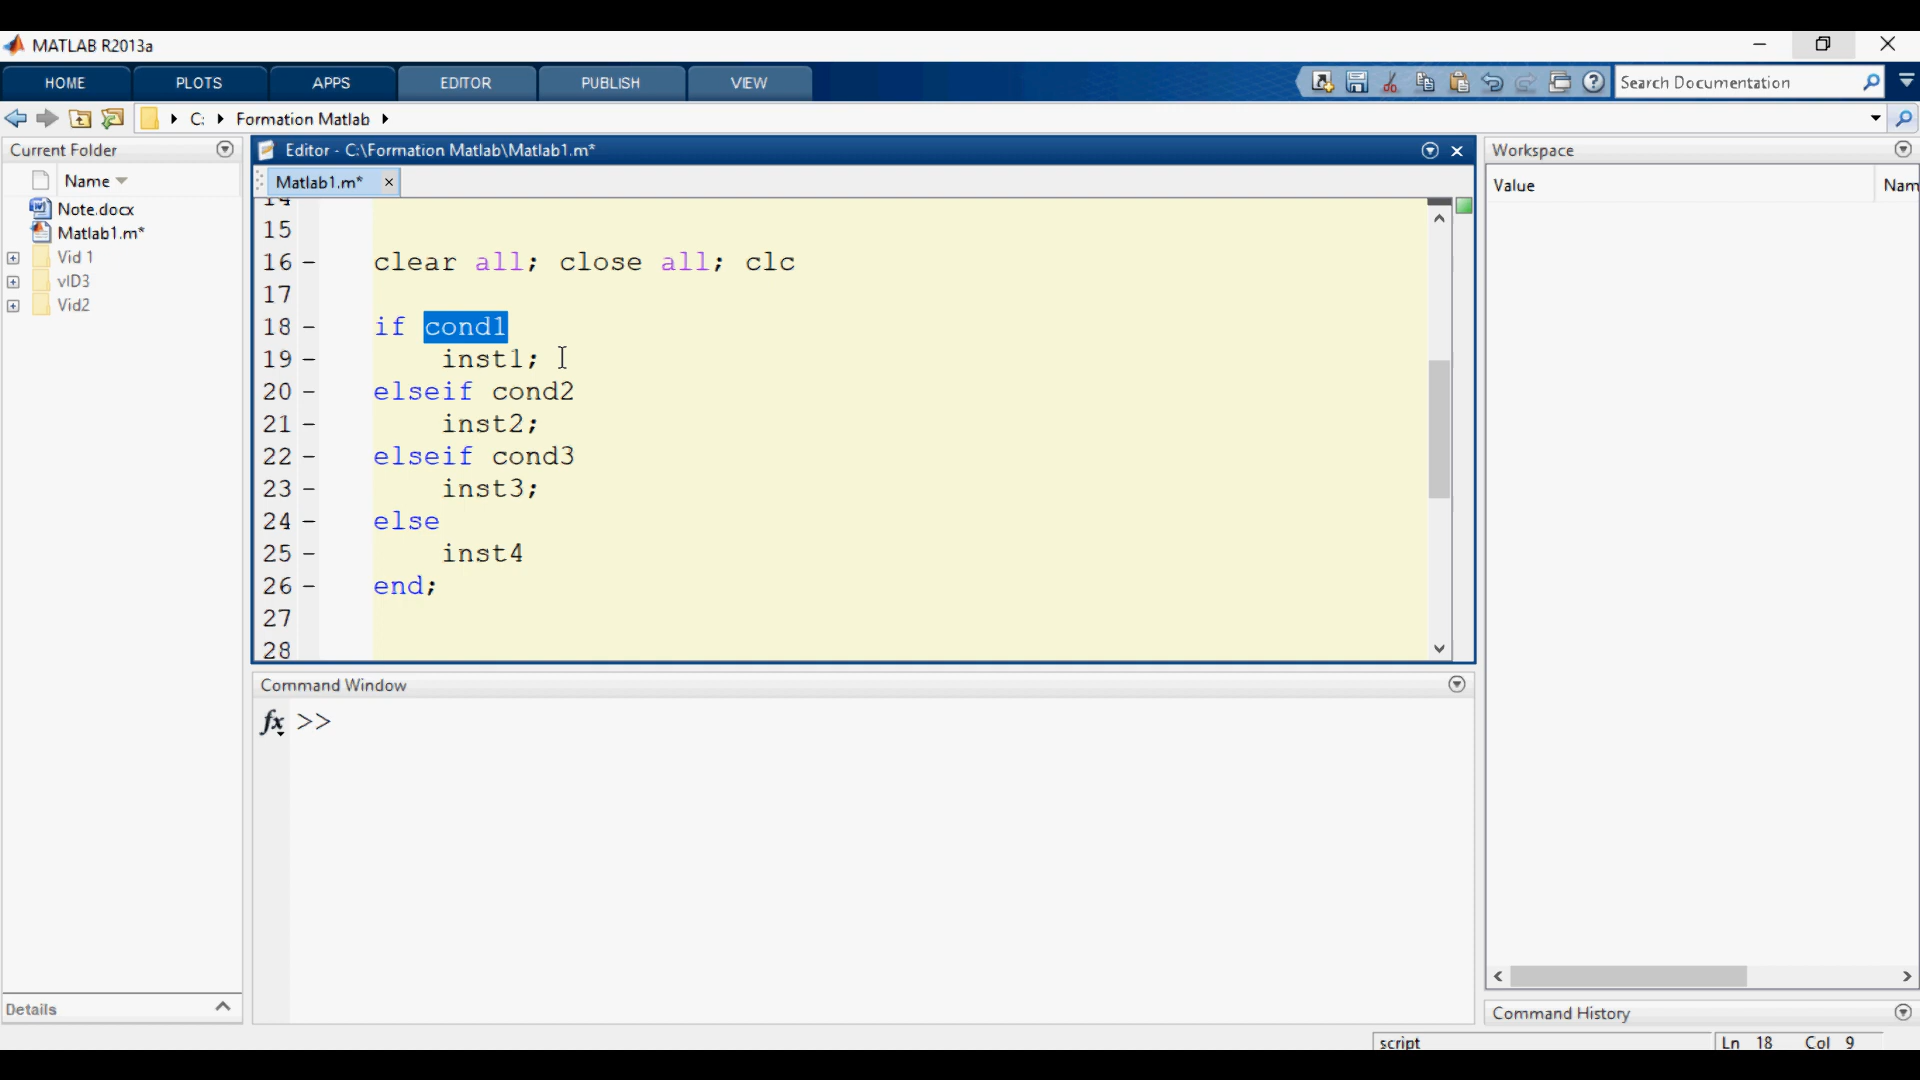 MATLAB R2013a
HOME PLOTS APPS EDITOR PUBLISH VIEW
Search Documentation
C: Formation Matlab
Current Folder
Name
Note.docx
Matlab1.m*
Vid 1
vID3
Vid2
Details
Editor - C:\Formation Matlab\Matlab1.m*
Matlab1.m*
14
15
16 - clear all; close all; clc
17
18 - if cond1
19 - inst1;
20 - elseif cond2
21 - inst2;
22 - elseif cond3
23 - inst3;
24 - else
25 - inst4
26 - end;
27
28
Command Window
fx >>
Workspace
Value Nam
Command History
script Ln 18 Col 9